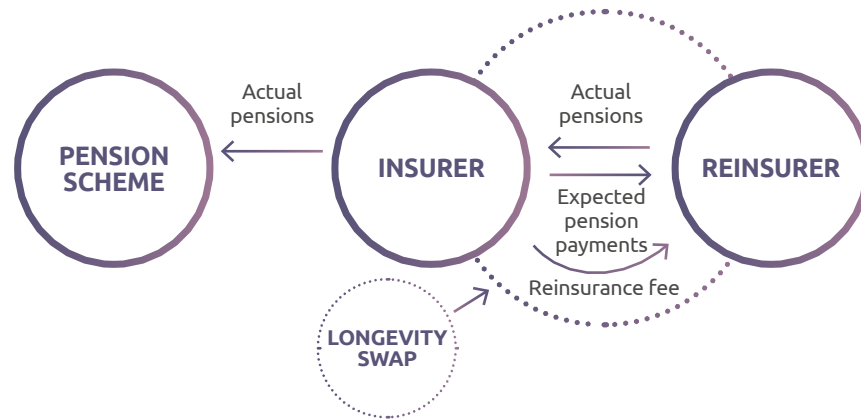 Actual
pensions
Actual
pensions
PENSION
SCHEME
INSURER
REINSURER
Expected
pension
payments
Reinsurance fee
LONGEVITY
SWAP